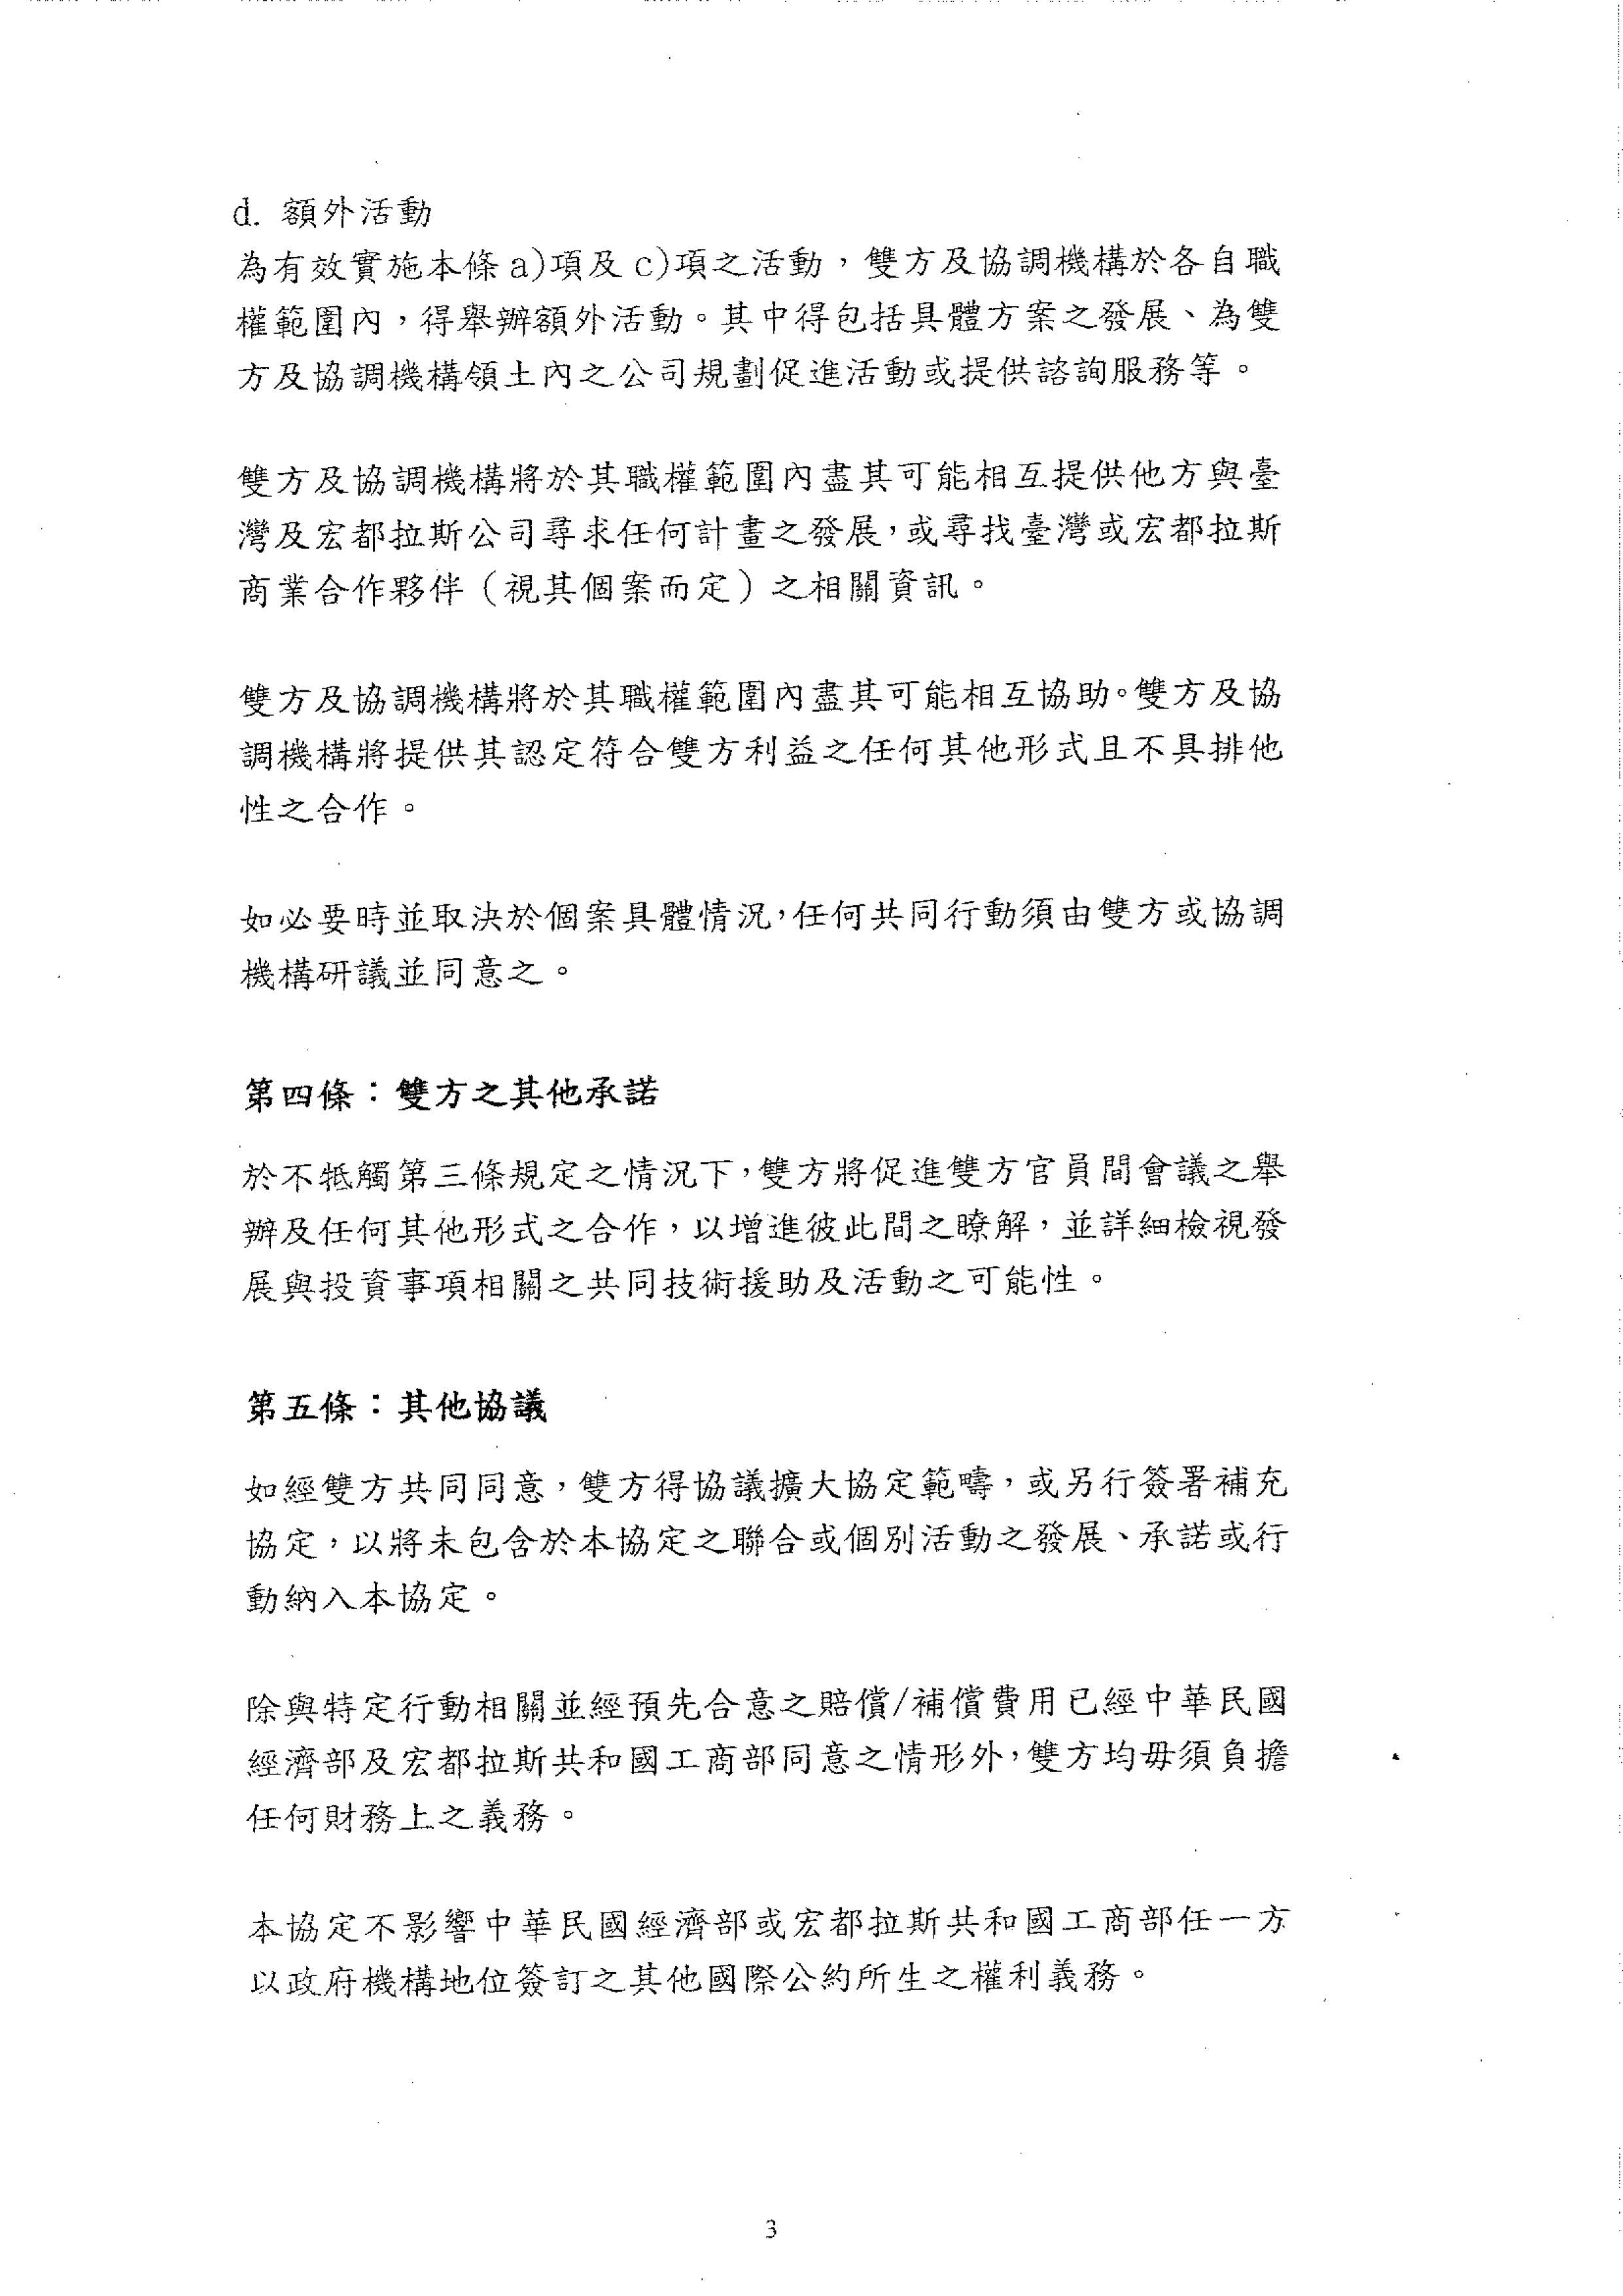 d. 額外活動
為有效實施本條 a)項及 c)項之活動，雙方及協調機構於各自職
權範圍內，得舉辦額外活動。其中得包括具體方案之發展、為雙
方及協調機構領土內之公司規劃促進活動或提供諮詢服務等。
雙方及協調機構將於其職權範圍內盡其可能相互提供他方與臺
灣及宏都拉斯公司尋求任何計畫之發展，或尋找臺灣或宏都拉斯
商業合作夥伴（視其個案而定）之相關資訊。
雙方及協調機構將於其職權範圍內盡其可能相互協助。雙方及協
調機構將提供其認定符合雙方利益之任何其他形式且不具排他
性之合作。
如必要時並取決於個案具體情況，任何共同行動須由雙方或協調
機構研議並同意之。
第四條：雙方之其他承諾
於不牴觸第三條規定之情況下，雙方將促進雙方官員間會議之舉
辦及任何其他形式之合作，以增進彼此間之瞭解，並詳細檢視發
展與投資事項相關之共同技術援助及活動之可能性。
第五條：其他協議
如經雙方共同同意，雙方得協議擴大協定範疇，或另行簽署補充
協定，以將未包含於本協定之聯合或個別活動之發展、承諾或行
動納入本協定。
除與特定行動相關並經預先合意之賠償/補償費用已經中華民國
經濟部及宏都拉斯共和國工商部同意之情形外，雙方均毋須負擔
任何財務上之義務。
本協定不影響中華民國經濟部或宏都拉斯共和國工商部任一方
以政府機構地位簽訂之其他國際公約所生之權利義務。
3